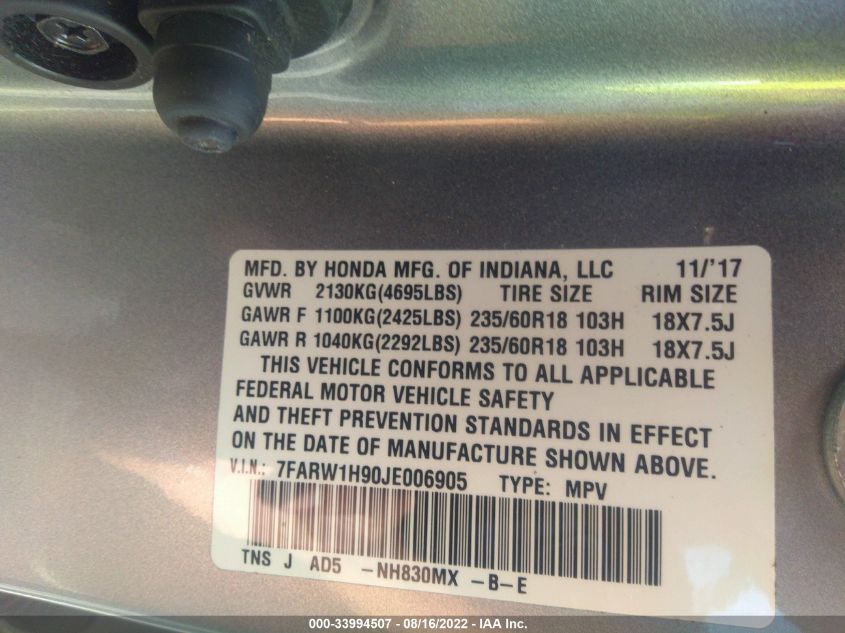 MFD. BY HONDA MFG. OF INDIANA, LLC 11/'17
GVWR 2130KG(4695LBS) TIRE SIZE RIM SIZE
GAWR F 1100KG(2425LBS) 235/60R18 103H 18X7.5J
GAWR R 1040KG(2292LBS) 235/60R18 103H 18X7.5J
THIS VEHICLE CONFORMS TO ALL APPLICABLE
FEDERAL MOTOR VEHICLE SAFETY
AND THEFT PREVENTION STANDARDS IN EFFECT
ON THE DATE OF MANUFACTURE SHOWN ABOVE.
V.I.N.: 7FARW1H90JE006905 TYPE: MPV
TNS J AD5 -NH830MX -B-E
000-33994507 - 08/16/2022 - IAA Inc.